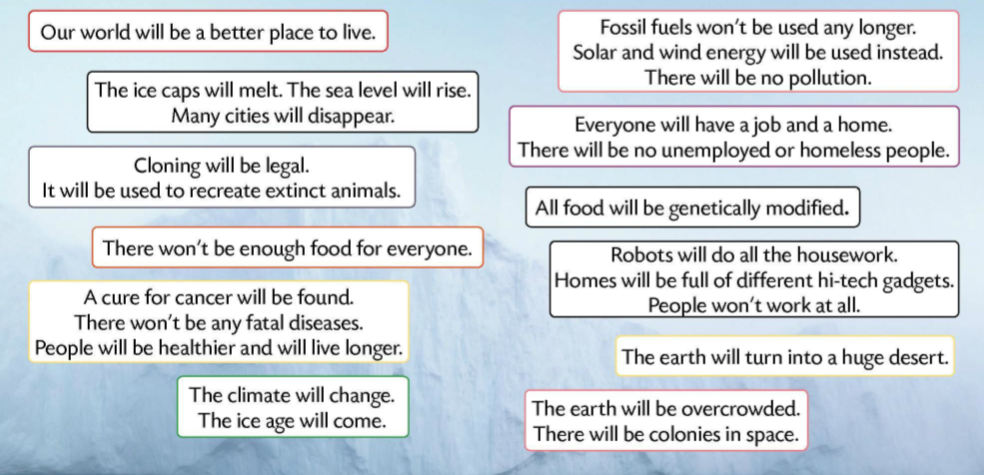 Our world will be a better place to live.
The ice caps will melt. The sea level will rise.
Many cities will disappear.
Cloning will be legal.
It will be used to recreate extinct animals.
There won't be enough food for everyone.
A cure for cancer will be found.
There won't be any fatal diseases.
People will be healthier and will live longer.
The climate will change.
The ice age will come.
Fossil fuels won't be used any longer.
Solar and wind energy will be used instead.
There will be no pollution.
Everyone will have a job and a home.
There will be no unemployed or homeless people.
All food will be genetically modified.
Robots will do all the housework.
Homes will be full of different hi-tech gadgets.
People won't work at all.
The earth will turn into a huge desert.
The earth will be overcrowded.
There will be colonies in space.